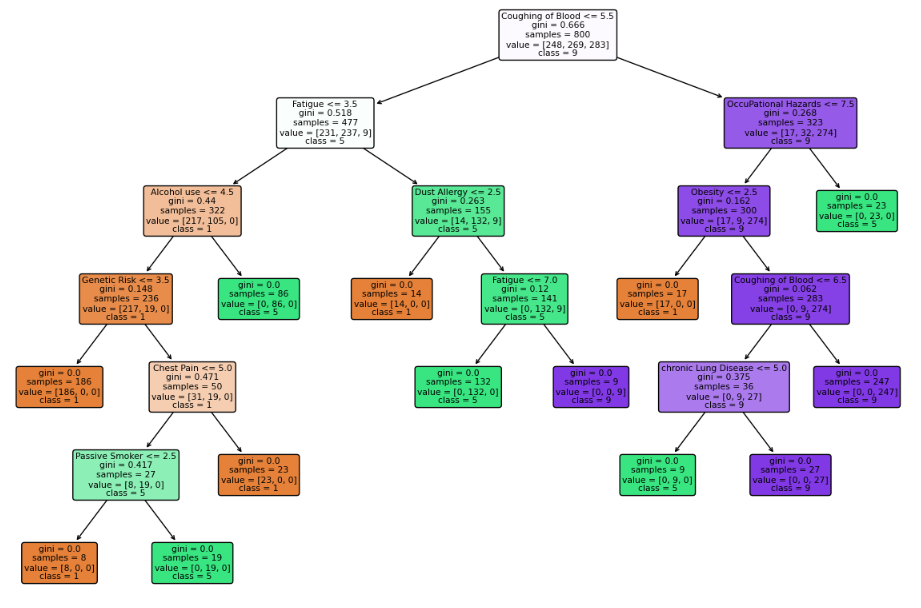 Coughing of Blood <= 5.5
gini = 0.666
samples = 800
value = [248, 269, 283]
class = 9
Fatigue <= 3.5
gini = 0.518
samples = 477
value = [231, 237, 9]
class = 5
OccuPational Hazards <= 7.5
gini = 0.268
samples = 323
value = [17, 32, 274]
class = 9
Alcohol use <= 4.5
gini = 0.44
samples = 322
value = [217, 105, 0]
class = 1
Dust Allergy <= 2.5
gini = 0.263
samples = 155
value = [14, 132, 9]
class = 5
Obesity <= 2.5
gini = 0.162
samples = 300
value = [17, 9, 274]
class = 9
gini = 0.0
samples = 23
value = [0, 23, 0]
class = 5
Genetic Risk <= 3.5
gini = 0.148
samples = 236
value = [217, 19, 0]
class = 1
gini = 0.0
samples = 86
value = [0, 86, 0]
class = 5
gini = 0.0
samples = 14
value = [14, 0, 0]
class = 1
Fatigue <= 7.0
gini = 0.12
samples = 141
value = [0, 132, 9]
class = 5
gini = 0.0
samples = 17
value = [17, 0, 0]
class = 1
Coughing of Blood <= 6.5
gini = 0.062
samples = 283
value = [0, 9, 274]
class = 9
gini = 0.0
samples = 186
value = [186, 0, 0]
class = 1
Chest Pain <= 5.0
gini = 0.471
samples = 50
value = [31, 19, 0]
class = 1
gini = 0.0
samples = 132
value = [0, 132, 0]
class = 5
gini = 0.0
samples = 9
value = [0, 0, 9]
class = 9
chronic Lung Disease <= 5.0
gini = 0.375
samples = 36
value = [0, 9, 27]
class = 9
gini = 0.0
samples = 247
value = [0, 0, 247]
class = 9
Passive Smoker <= 2.5
gini = 0.417
samples = 27
value = [8, 19, 0]
class = 5
gini = 0.0
samples = 23
value = [23, 0, 0]
class = 1
gini = 0.0
samples = 9
value = [0, 9, 0]
class = 5
gini = 0.0
samples = 27
value = [0, 0, 27]
class = 9
gini = 0.0
samples = 8
value = [8, 0, 0]
class = 1
gini = 0.0
samples = 19
value = [0, 19, 0]
class = 5